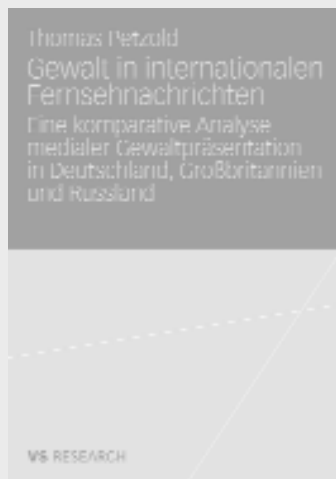 Thomas Petzold
Gewalt in internationalen
Fernsehnachrichten
Eine komparative Analyse
medialer Gewaltpräsentation
in Deutschland, Großbritannien
und Russland
VS RESEARCH